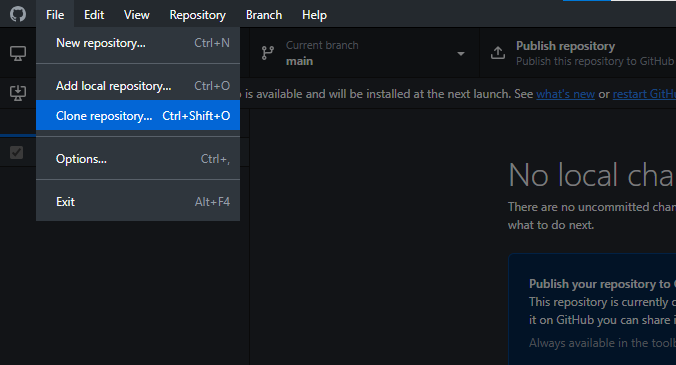 File Edit View Repository Branch Help
New repository... Ctrl+N
Add local repository... Ctrl+O
Clone repository... Ctrl+Shift+O
Options... Ctrl+,
Exit Alt+F4
Current branch
main
Publish repository
Publish this repository to GitHub
is available and will be installed at the next launch. See what's new or restart GitH
No local cha
There are no uncommitted chan
what to do next.
Publish your repository to
This repository is currently
it on GitHub you can share
Always available in the toolb